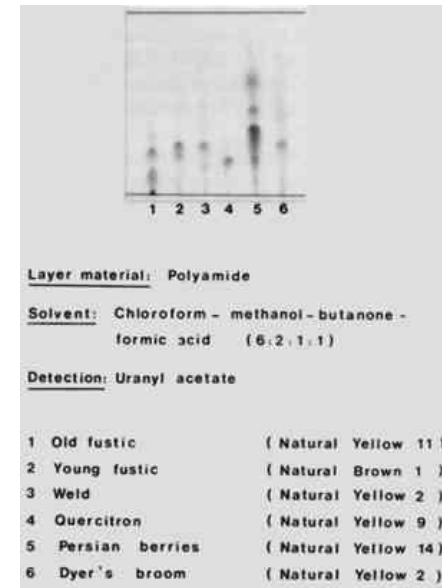 1 2 3 4 5 6
Layer material: Polyamide
Solvent: Chloroform - methanol - butanone -
formic acid (6:2:1:1)
Detection: Uranyl acetate
1 Old fustic ( Natural Yellow 11 )
2 Young fustic ( Natural Brown 1 )
3 Weld ( Natural Yellow 2 )
4 Quercitron ( Natural Yellow 9 )
5 Persian berries ( Natural Yellow 14)
6 Dyer's broom ( Natural Yellow 2 )